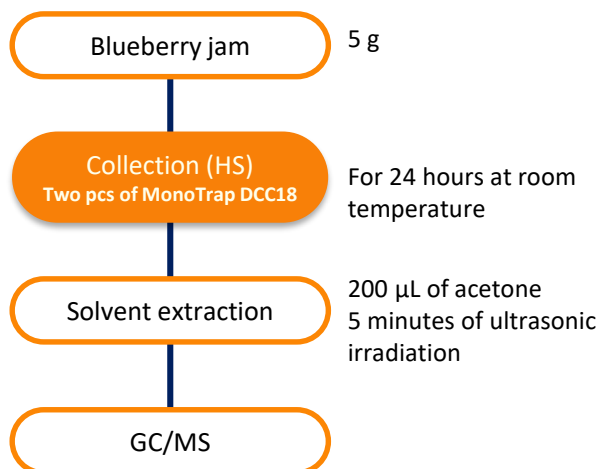 Blueberry jam
5 g
Collection (HS)
Two pcs of MonoTrap DCC18
For 24 hours at room
temperature
Solvent extraction
200 µL of acetone
5 minutes of ultrasonic
irradiation
GC/MS